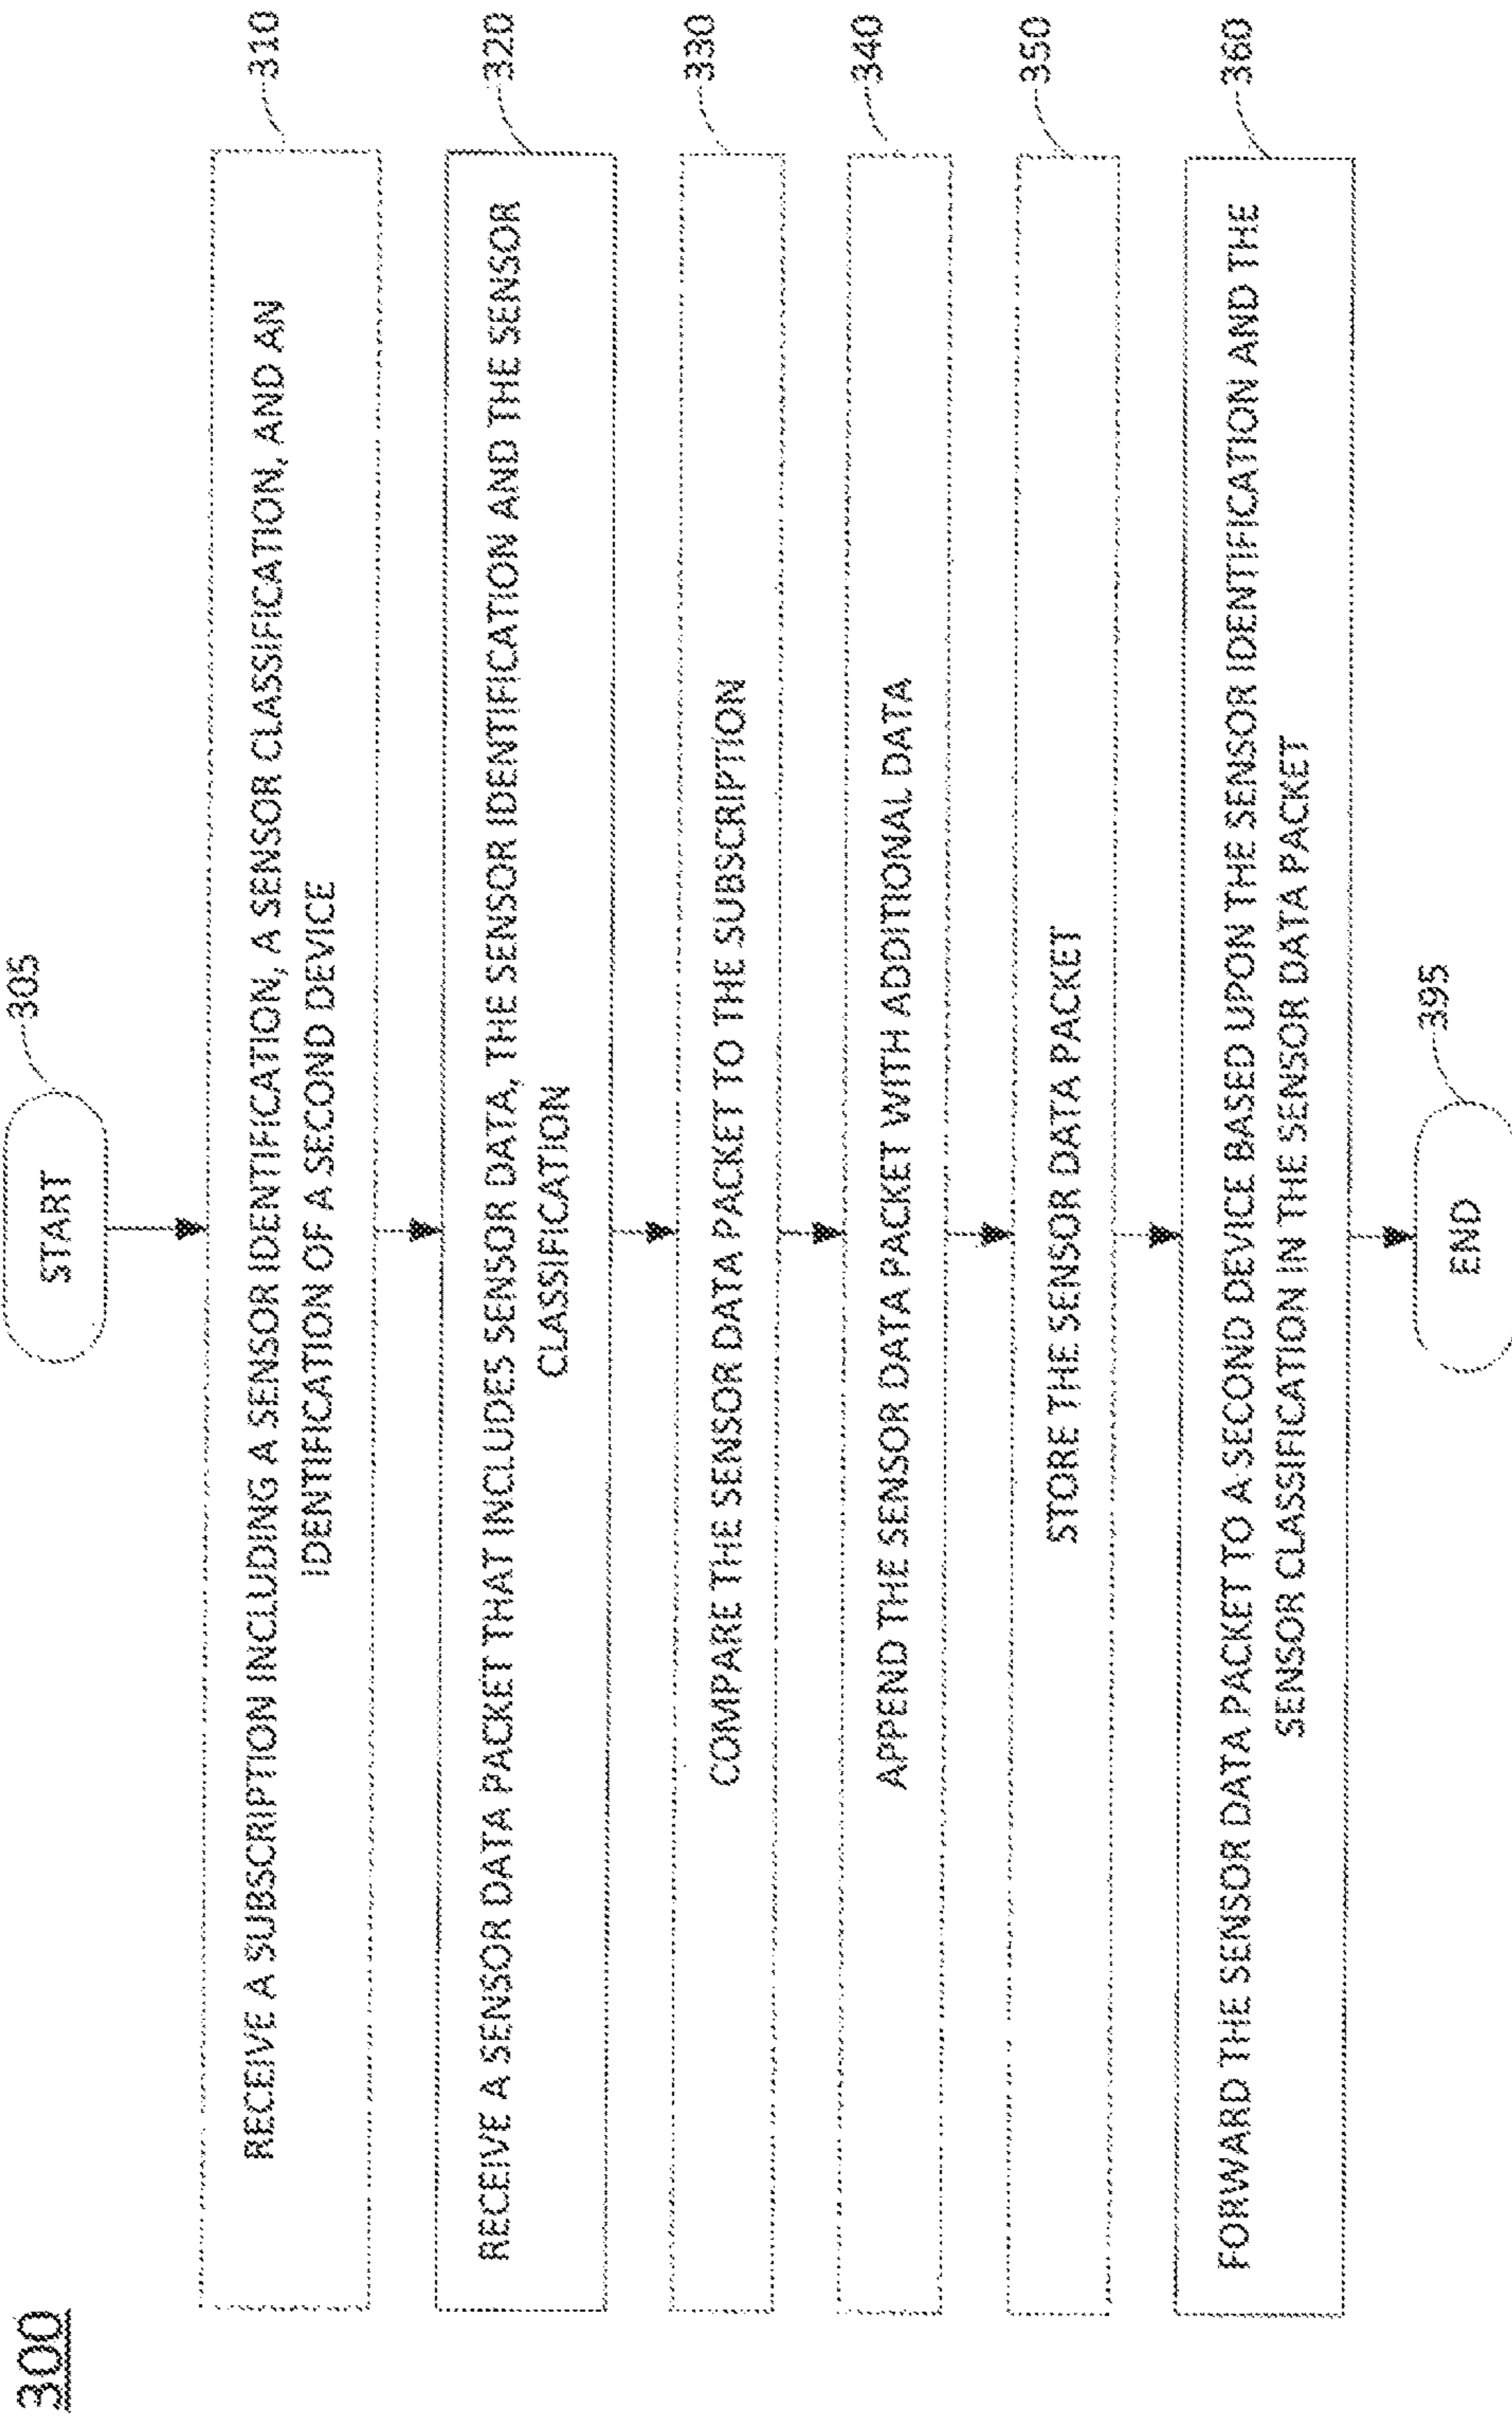 300
START
305
RECEIVE A SUBSCRIPTION INCLUDING A SENSOR IDENTIFICATION, A SENSOR CLASSIFICATION, AND AN
IDENTIFICATION OF A SECOND DEVICE
310
RECEIVE A SENSOR DATA PACKET THAT INCLUDES SENSOR DATA, THE SENSOR IDENTIFICATION AND THE SENSOR
CLASSIFICATION
320
COMPARE THE SENSOR DATA PACKET TO THE SUBSCRIPTION
330
APPEND THE SENSOR DATA PACKET WITH ADDITIONAL DATA
340
STORE THE SENSOR DATA PACKET
350
FORWARD THE SENSOR DATA PACKET TO A SECOND DEVICE BASED UPON THE SENSOR IDENTIFICATION AND THE
SENSOR CLASSIFICATION IN THE SENSOR DATA PACKET
360
END
395